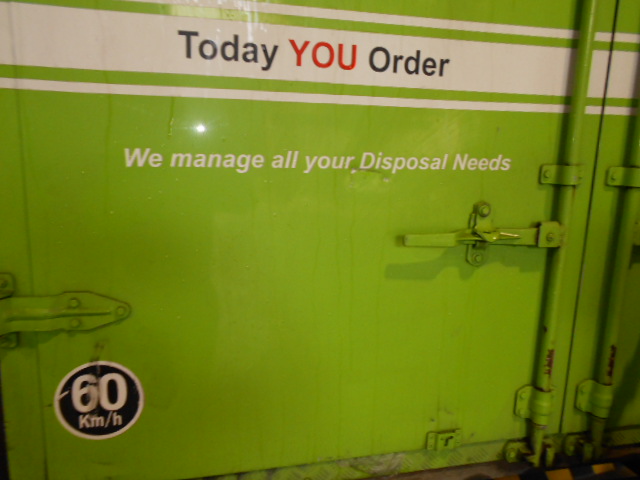 Today YOU Order
We manage all your Disposal Needs
60
Km/h